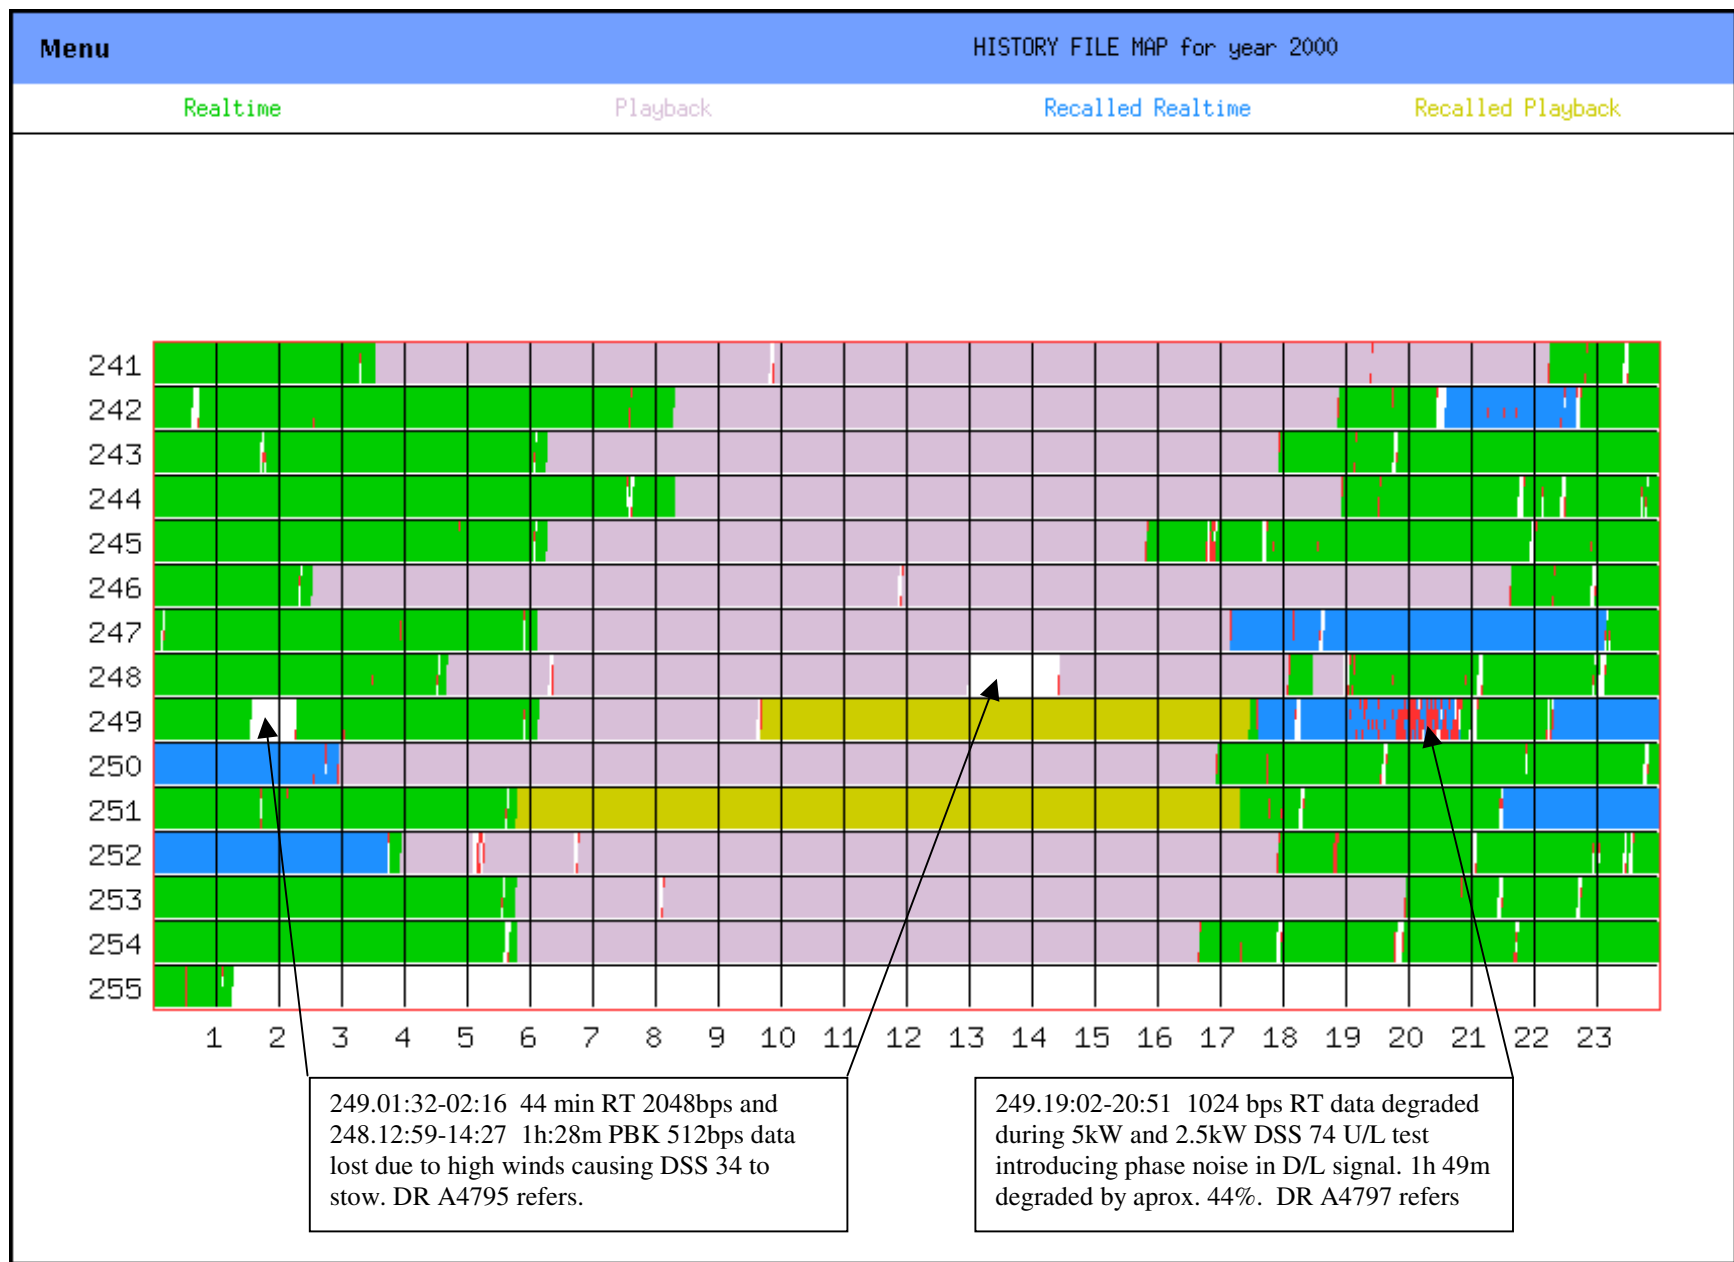 Menu
HISTORY FILE MAP for year 2000
Realtime Playback Recalled Realtime Recalled Playback
241
242
243
244
245
246
247
248
249
250
251
252
253
254
255
1 2 3 4 5 6 7 8 9 10 11 12 13 14 15 16 17 18 19 20 21 22 23
249.01:32-02:16 44 min RT 2048bps and
248.12:59-14:27 1h:28m PBK 512bps data
lost due to high winds causing DSS 34 to
stow. DR A4795 refers.
249.19:02-20:51 1024 bps RT data degraded
during 5kW and 2.5kW DSS 74 U/L test
introducing phase noise in D/L signal. 1h 49m
degraded by aprox. 44%. DR A4797 refers